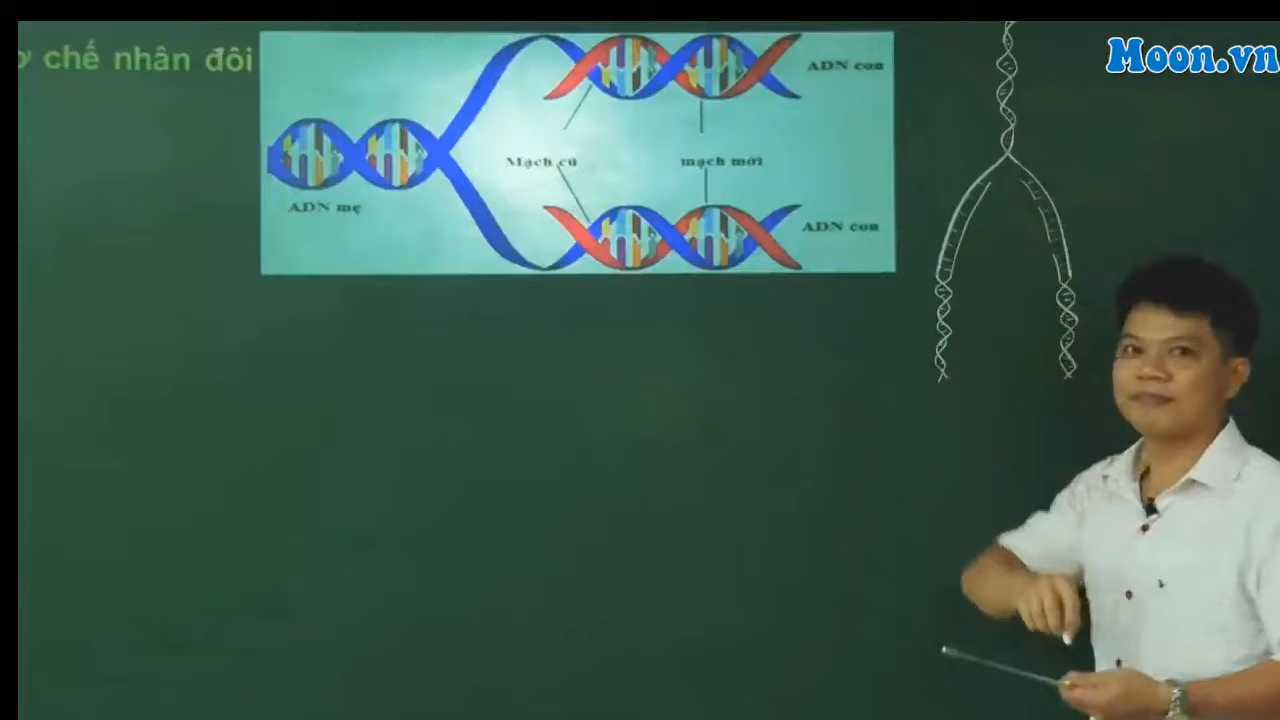 chế nhân đôi
Moon.vn
ADN con
Mạch cũ
mạch mới
ADN mẹ
ADN con